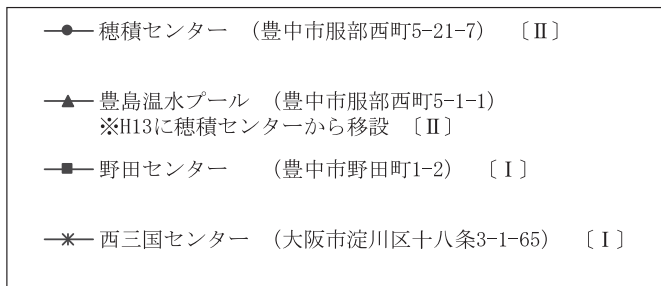 穂積センター （豊中市服部西町5-21-7） 〔Ⅱ〕
豊島温水プール （豊中市服部西町5-1-1）
※H13に穂積センターから移設 〔Ⅱ〕
野田センター （豊中市野田町1-2） 〔Ⅰ〕
西三国センター （大阪市淀川区十八条3-1-65） 〔Ⅰ〕